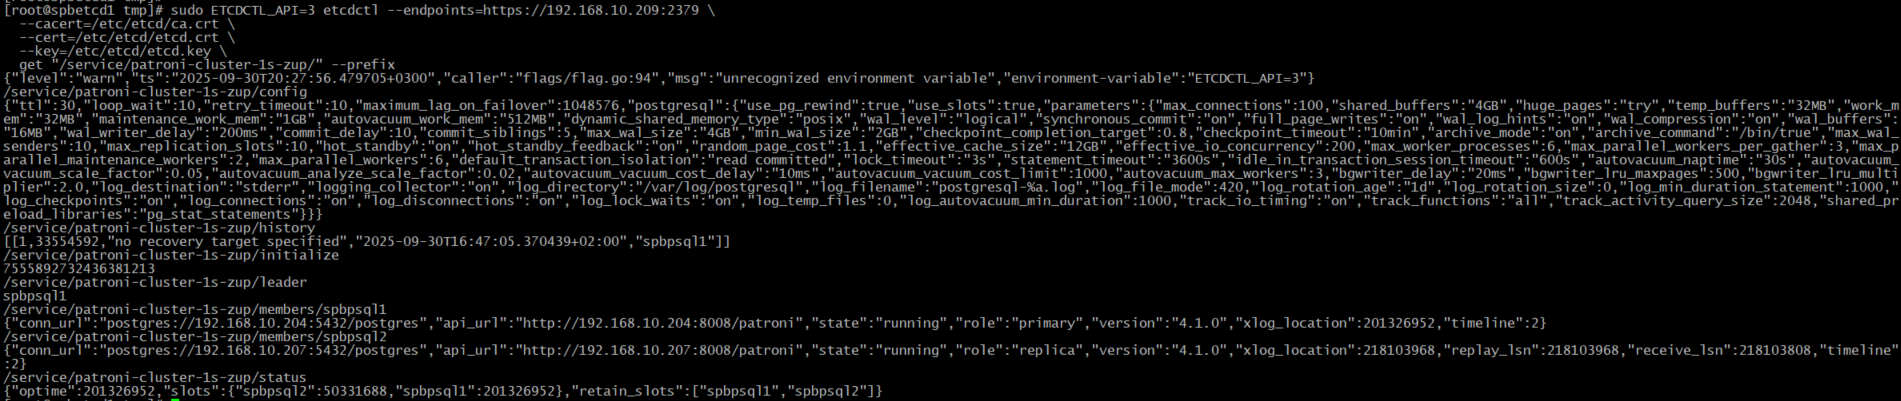 [root@spbetcd1 tmp]# sudo ETCDCTL_API=3 etcdctl --endpoints=https://192.168.10.209:2379 \
  --cacert=/etc/etcd/ca.crt \
  --cert=/etc/etcd/etcd.crt \
  --key=/etc/etcd/etcd.key \
  get "/service/patroni-cluster-1s-zup/" --prefix
{"level":"warn","ts":"2025-09-30T20:27:56.479705+0300","caller":"flags/flag.go:94","msg":"unrecognized environment variable","environment-variable":"ETCDCTL_API=3"}
/service/patroni-cluster-1s-zup/config
{"ttl":30,"loop_wait":10,"retry_timeout":10,"maximum_lag_on_failover":1048576,"postgresql":{"use_pg_rewind":true,"use_slots":true,"parameters":{"max_connections":100,"shared_buffers":"4GB","huge_pages":"try","temp_buffers":"32MB","work_m
em":"32MB","maintenance_work_mem":"1GB","autovacuum_work_mem":"512MB","dynamic_shared_memory_type":"posix","wal_level":"logical","synchronous_commit":"on","full_page_writes":"on","wal_log_hints":"on","wal_compression":"on","wal_buffers":
"16MB","wal_writer_delay":"200ms","commit_delay":10,"commit_siblings":5,"max_wal_size":"4GB","min_wal_size":"2GB","checkpoint_completion_target":0.8,"checkpoint_timeout":"10min","archive_mode":"on","archive_command":"/bin/true","max_wal_
senders":10,"max_replication_slots":10,"hot_standby":"on","hot_standby_feedback":"on","random_page_cost":1.1,"effective_cache_size":"12GB","effective_io_concurrency":200,"max_worker_processes":6,"max_parallel_workers_per_gather":3,"max_p
arallel_maintenance_workers":2,"max_parallel_workers":6,"default_transaction_isolation":"read committed","lock_timeout":"3s","statement_timeout":"3600s","idle_in_transaction_session_timeout":"600s","autovacuum_naptime":"30s","autovacuum_
vacuum_scale_factor":0.05,"autovacuum_analyze_scale_factor":0.02,"autovacuum_vacuum_cost_delay":"10ms","autovacuum_vacuum_cost_limit":1000,"autovacuum_max_workers":3,"bgwriter_delay":"20ms","bgwriter_lru_maxpages":500,"bgwriter_lru_multi
plier":2.0,"log_destination":"stderr","logging_collector":"on","log_directory":"/var/log/postgresql","log_filename":"postgresql-%a.log","log_file_mode":420,"log_rotation_age":"1d","log_rotation_size":0,"log_min_duration_statement":1000,"
log_checkpoints":"on","log_connections":"on","log_disconnections":"on","log_lock_waits":"on","log_temp_files":0,"log_autovacuum_min_duration":1000,"track_io_timing":"on","track_functions":"all","track_activity_query_size":2048,"shared_pr
eload_libraries":"pg_stat_statements"}}}
/service/patroni-cluster-1s-zup/history
[[1,33554592,"no recovery target specified","2025-09-30T16:47:05.370439+02:00","spbpsql1"]]
/service/patroni-cluster-1s-zup/initialize
7555892732436381213
/service/patroni-cluster-1s-zup/leader
spbpsql1
/service/patroni-cluster-1s-zup/members/spbpsql1
{"conn_url":"postgres://192.168.10.204:5432/postgres","api_url":"http://192.168.10.204:8008/patroni","state":"running","role":"primary","version":"4.1.0","xlog_location":201326952,"timeline":2}
/service/patroni-cluster-1s-zup/members/spbpsql2
{"conn_url":"postgres://192.168.10.207:5432/postgres","api_url":"http://192.168.10.207:8008/patroni","state":"running","role":"replica","version":"4.1.0","xlog_location":218103968,"replay_lsn":218103968,"receive_lsn":218103808,"timeline"
:2}
/service/patroni-cluster-1s-zup/status
{"optime":201326952,"slots":{"spbpsql2":50331688,"spbpsql1":201326952},"retain_slots":["spbpsql1","spbpsql2"]}